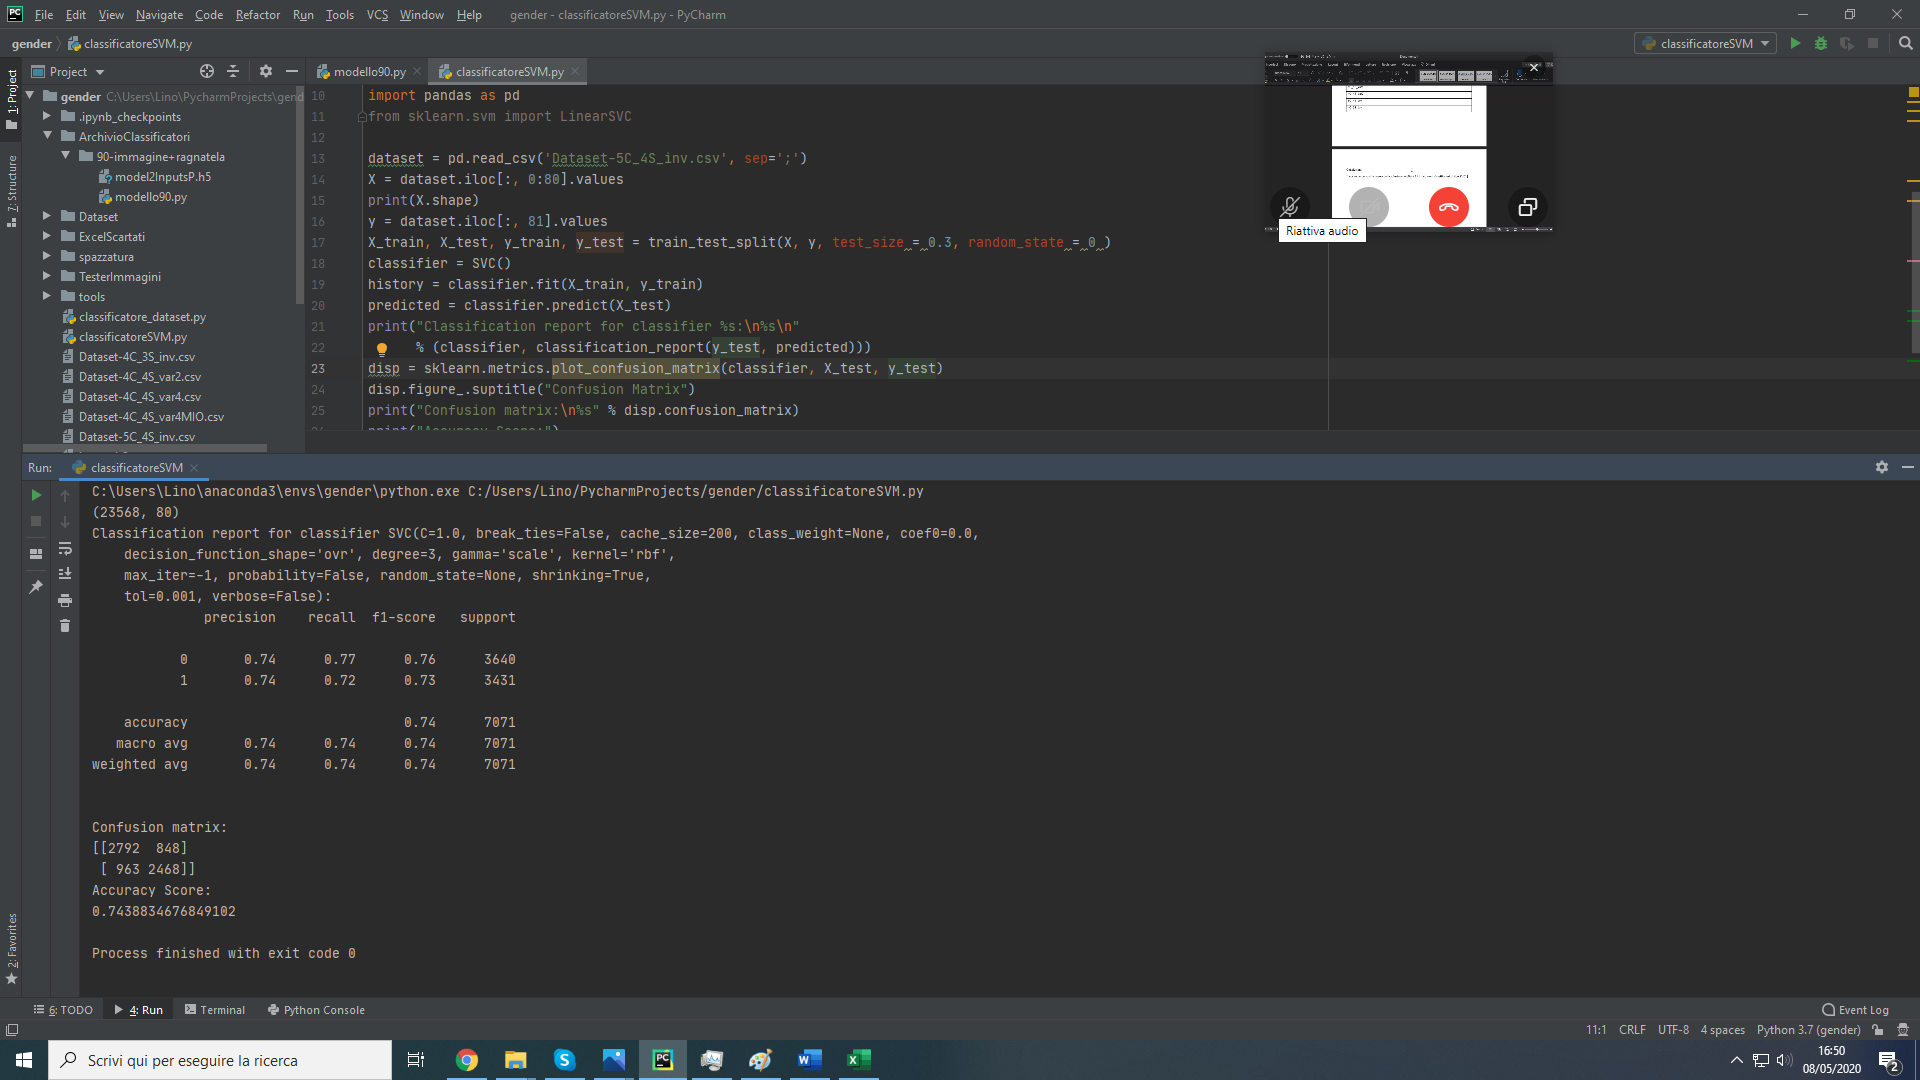 File Edit View Navigate Code Refactor Run Tools VCS Window Help gender - classificatoreSVM.py - PyCharm
gender classificatoreSVM.py
classificatoreSVM
1: Project
7: Structure
2: Favorites
Project
gender C:\Users\Lino\PycharmProjects\gend
.ipynb_checkpoints
ArchivioClassificatori
90-immagine+ragnatela
model2InputsP.h5
modello90.py
Dataset
ExcelScartati
spazzatura
TesterImmagini
tools
classificatore_dataset.py
classificatoreSVM.py
Dataset-4C_3S_inv.csv
Dataset-4C_4S_var2.csv
Dataset-4C_4S_var4.csv
Dataset-4C_4S_var4MIO.csv
Dataset-5C_4S_inv.csv
modello90.py classificatoreSVM.py
10 import pandas as pd
11 from sklearn.svm import LinearSVC
12
13 dataset = pd.read_csv('Dataset-5C_4S_inv.csv', sep=';')
14 X = dataset.iloc[:, 0:80].values
15 print(X.shape)
16 y = dataset.iloc[:, 81].values
17 X_train, X_test, y_train, y_test = train_test_split(X, y, test_size = 0.3, random_state = 0 )
18 classifier = SVC()
19 history = classifier.fit(X_train, y_train)
20 predicted = classifier.predict(X_test)
21 print("Classification report for classifier %s:\n%s\n"
22 % (classifier, classification_report(y_test, predicted)))
23 disp = sklearn.metrics.plot_confusion_matrix(classifier, X_test, y_test)
24 disp.figure_.suptitle("Confusion Matrix")
25 print("Confusion matrix:\n%s" % disp.confusion_matrix)
print("Accuracy Score:")
Riattiva audio
Run: classificatoreSVM
C:\Users\Lino\anaconda3\envs\gender\python.exe C:/Users/Lino/PycharmProjects/gender/classificatoreSVM.py
(23568, 80)
Classification report for classifier SVC(C=1.0, break_ties=False, cache_size=200, class_weight=None, coef0=0.0,
decision_function_shape='ovr', degree=3, gamma='scale', kernel='rbf',
max_iter=-1, probability=False, random_state=None, shrinking=True,
tol=0.001, verbose=False):
precision recall f1-score support
0 0.74 0.77 0.76 3640
1 0.74 0.72 0.73 3431
accuracy 0.74 7071
macro avg 0.74 0.74 0.74 7071
weighted avg 0.74 0.74 0.74 7071
Confusion matrix:
[[2792 848]
[ 963 2468]]
Accuracy Score:
0.7438834676849102
Process finished with exit code 0
6: TODO 4: Run Terminal Python Console Event Log
11:1 CRLF UTF-8 4 spaces Python 3.7 (gender)
Scrivi qui per eseguire la ricerca
16:50
08/05/2020
2